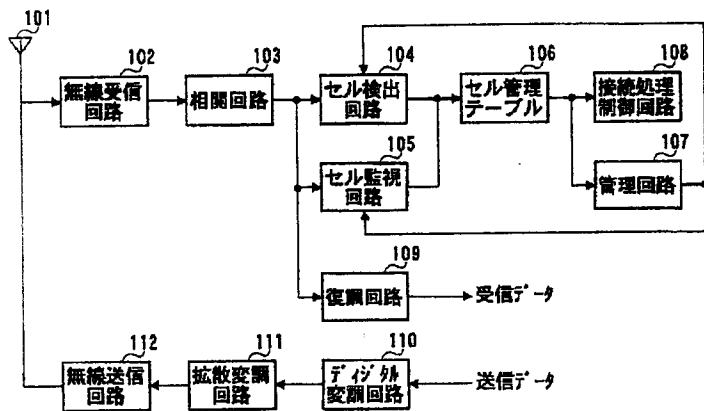 101
102
無線受信
回路
103
相関回路
104
セル検出
回路
106
セル管理
テーブル
108
接続処理
制御回路
105
セル監視
回路
107
管理回路
109
復調回路
受信データ
112
無線送信
回路
111
拡散変調
回路
110
ディジタル
変調回路
送信データ